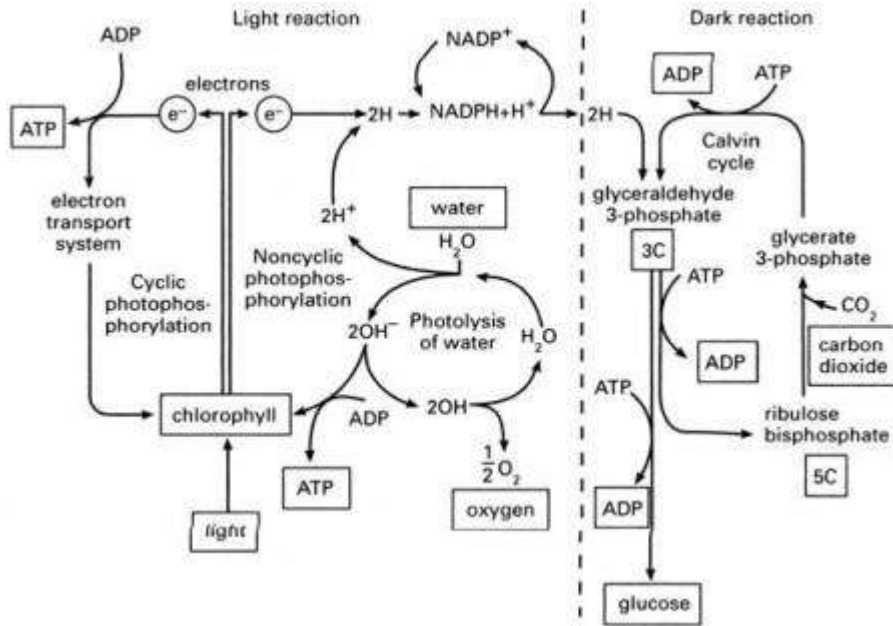 Light reaction
Dark reaction
ADP
electrons
ATP
e⁻
e⁻
2H
NADP⁺
NADPH+H⁺
2H
ADP
ATP
Calvin
cycle
electron
transport
system
2H⁺
water
H₂O
glyceraldehyde
3-phosphate
3C
glycerate
3-phosphate
Cyclic
photophos-
phorylation
Noncyclic
photophos-
phorylation
2OH⁻
Photolysis
of water
H₂O
ATP
ADP
CO₂
carbon
dioxide
chlorophyll
ADP
2OH
ATP
ribulose
bisphosphate
5C
ATP
½O₂
oxygen
light
ADP
glucose